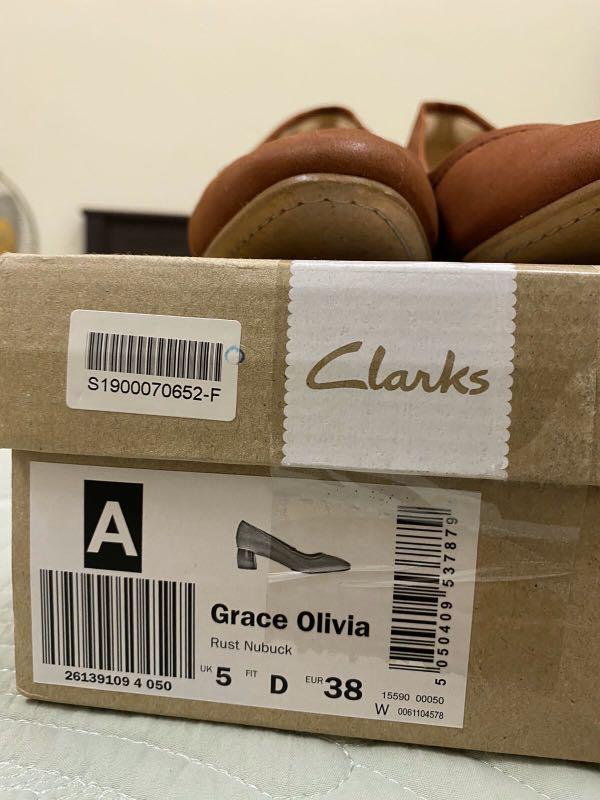 Clarks
S1900070652-F
A
Grace Olivia
Rust Nubuck
UK 5 FIT D EUR 38
26139109 4 050
5 050409 537879
15590 00050
W 0061104578